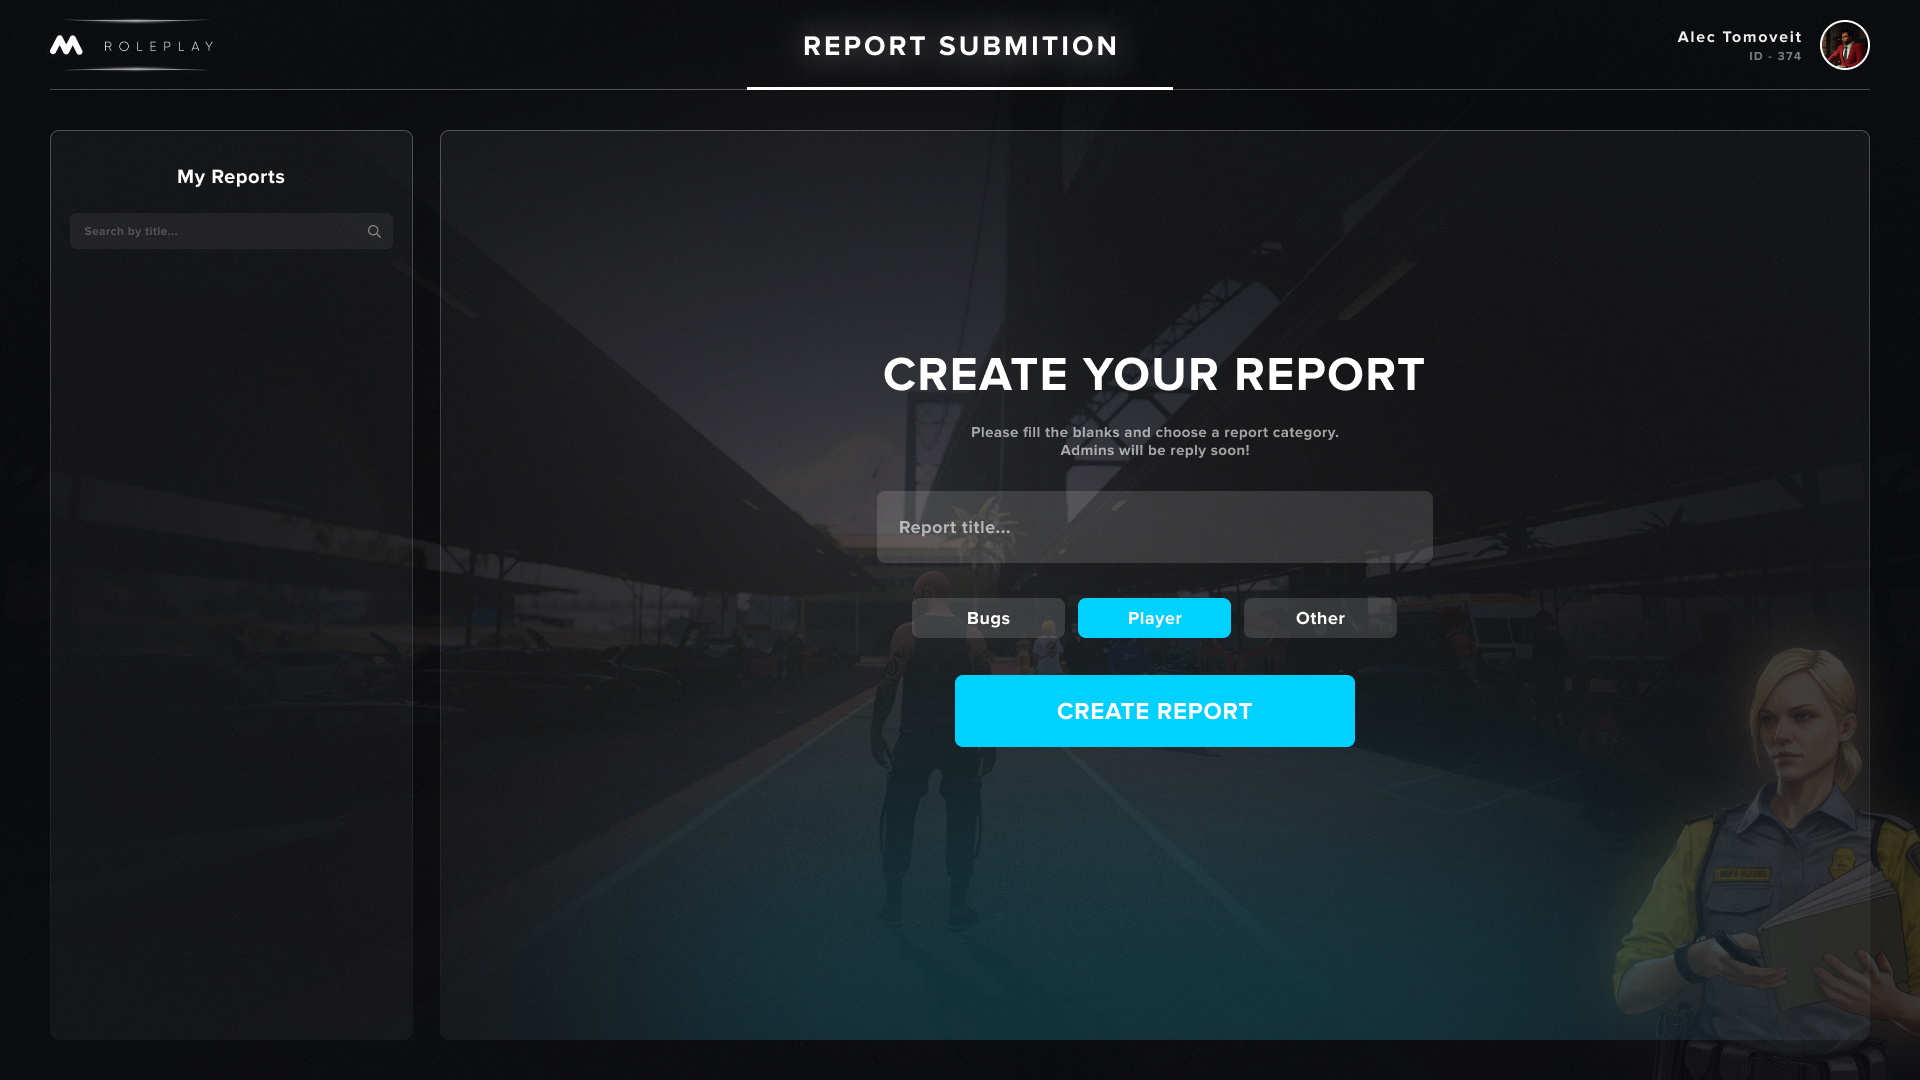 ROLEPLAY
REPORT SUBMITION
Alec Tomoveit
ID - 374
My Reports
Search by title...
CREATE YOUR REPORT
Please fill the blanks and choose a report category.
Admins will be reply soon!
Report title...
Bugs
Player
Other
CREATE REPORT